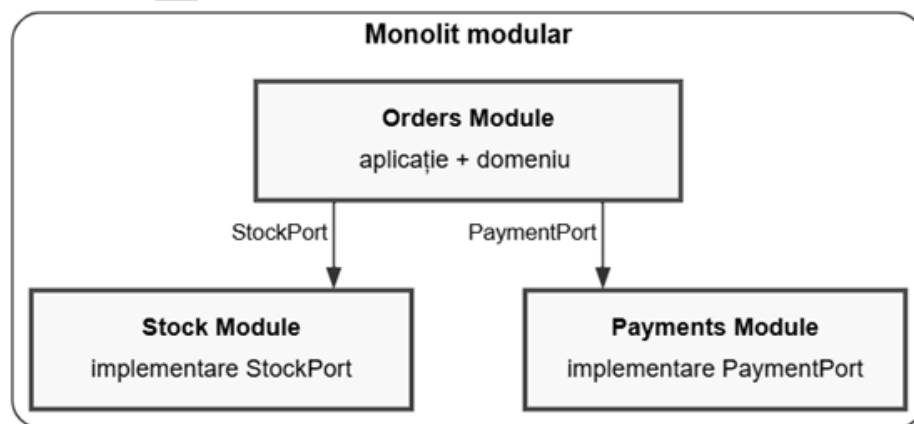 Monolit modular
Orders Module
aplicație + domeniu
StockPort
PaymentPort
Stock Module
implementare StockPort
Payments Module
implementare PaymentPort